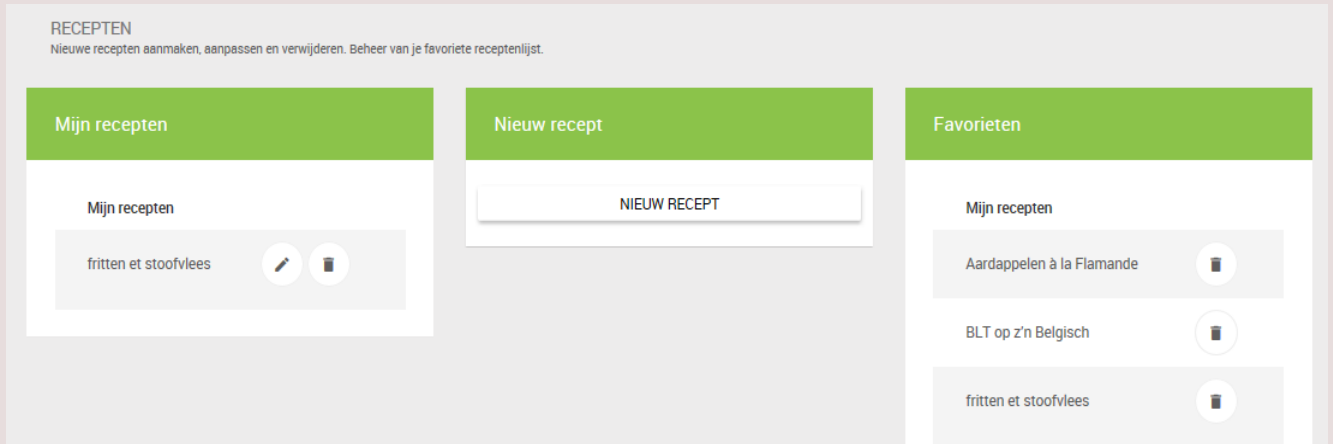 RECEPTEN
Nieuwe recepten aanmaken, aanpassen en verwijderen. Beheer van je favoriete receptenlijst.
Mijn recepten
Mijn recepten
fritten et stoofvlees
Nieuw recept
NIEUW RECEPT
Favorieten
Mijn recepten
Aardappelen à la Flamande
BLT op z'n Belgisch
fritten et stoofvlees